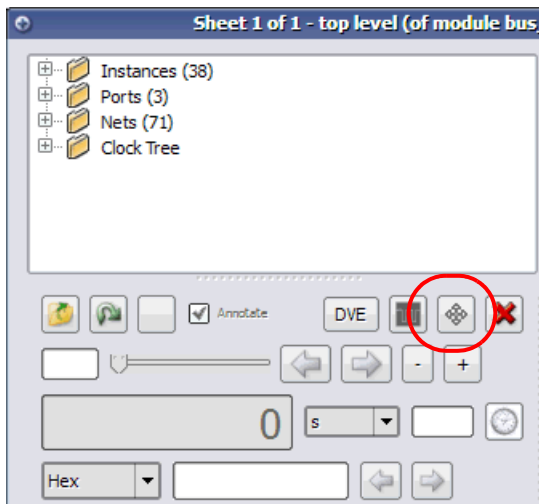 Sheet 1 of 1 - top level (of module bus_
Instances (38)
Ports (3)
Nets (71)
Clock Tree
Annotate DVE
- +
0 s
Hex